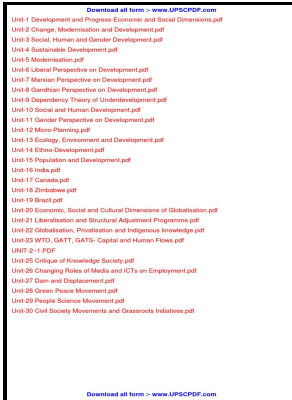 Download all form :- www.UPSCPDF.com
Unit-1 Development and Progress-Economic and Social Dimensions.pdf
Unit-2 Change, Modernisation and Development.pdf
Unit-3 Social, Human and Gender Development.pdf
Unit-4 Sustainable Development.pdf
Unit-5 Modernisation.pdf
Unit-6 Liberal Perspective on Development.pdf
Unit-7 Marxian Perspective on Development.pdf
Unit-8 Gandhian Perspective on Development.pdf
Unit-9 Dependency Theory of Underdevelopment.pdf
Unit-10 Social and Human Development.pdf
Unit-11 Gender Perspective on Development.pdf
Unit-12 Micro-Planning.pdf
Unit-13 Ecology, Environment and Development.pdf
Unit-14 Ethno-Development.pdf
Unit-15 Population and Development.pdf
Unit-16 India.pdf
Unit-17 Canada.pdf
Unit-18 Zimbabwe.pdf
Unit-19 Brazil.pdf
Unit-20 Economic, Social and Cultural Dimensions of Globalisation.pdf
Unit-21 Liberalisation and Structural Adjustment Programme.pdf
Unit-22 Globalisation, Privatisation and Indigenous knowledge.pdf
Unit-23 WTO, GATT, GATS- Capital and Human Flows.pdf
UNIT-2~1.PDF
Unit-25 Critique of Knowledge Society.pdf
Unit-26 Changing Roles of Media and ICTs on Employment.pdf
Unit-27 Dam and Displacement.pdf
Unit-28 Green Peace Movement.pdf
Unit-29 People Science Movement.pdf
Unit-30 Civil Society Movements and Grassroots Initiatives.pdf
Download all form :- www.UPSCPDF.com